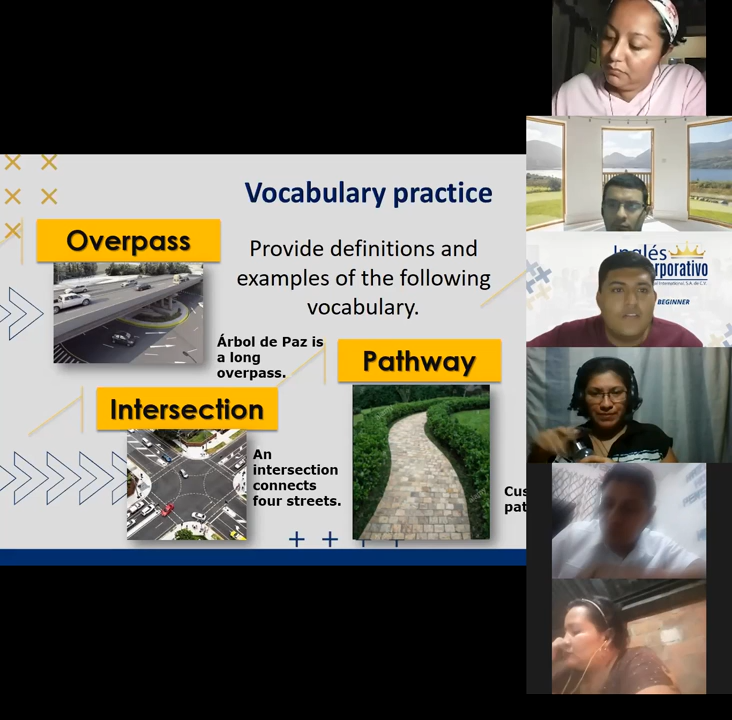 Vocabulary practice
Overpass
Provide definitions and
examples of the following
vocabulary.
Árbol de Paz is
a long
overpass.
Pathway
Intersection
An
intersection
connects
four streets.
Inglés
BEGINNER